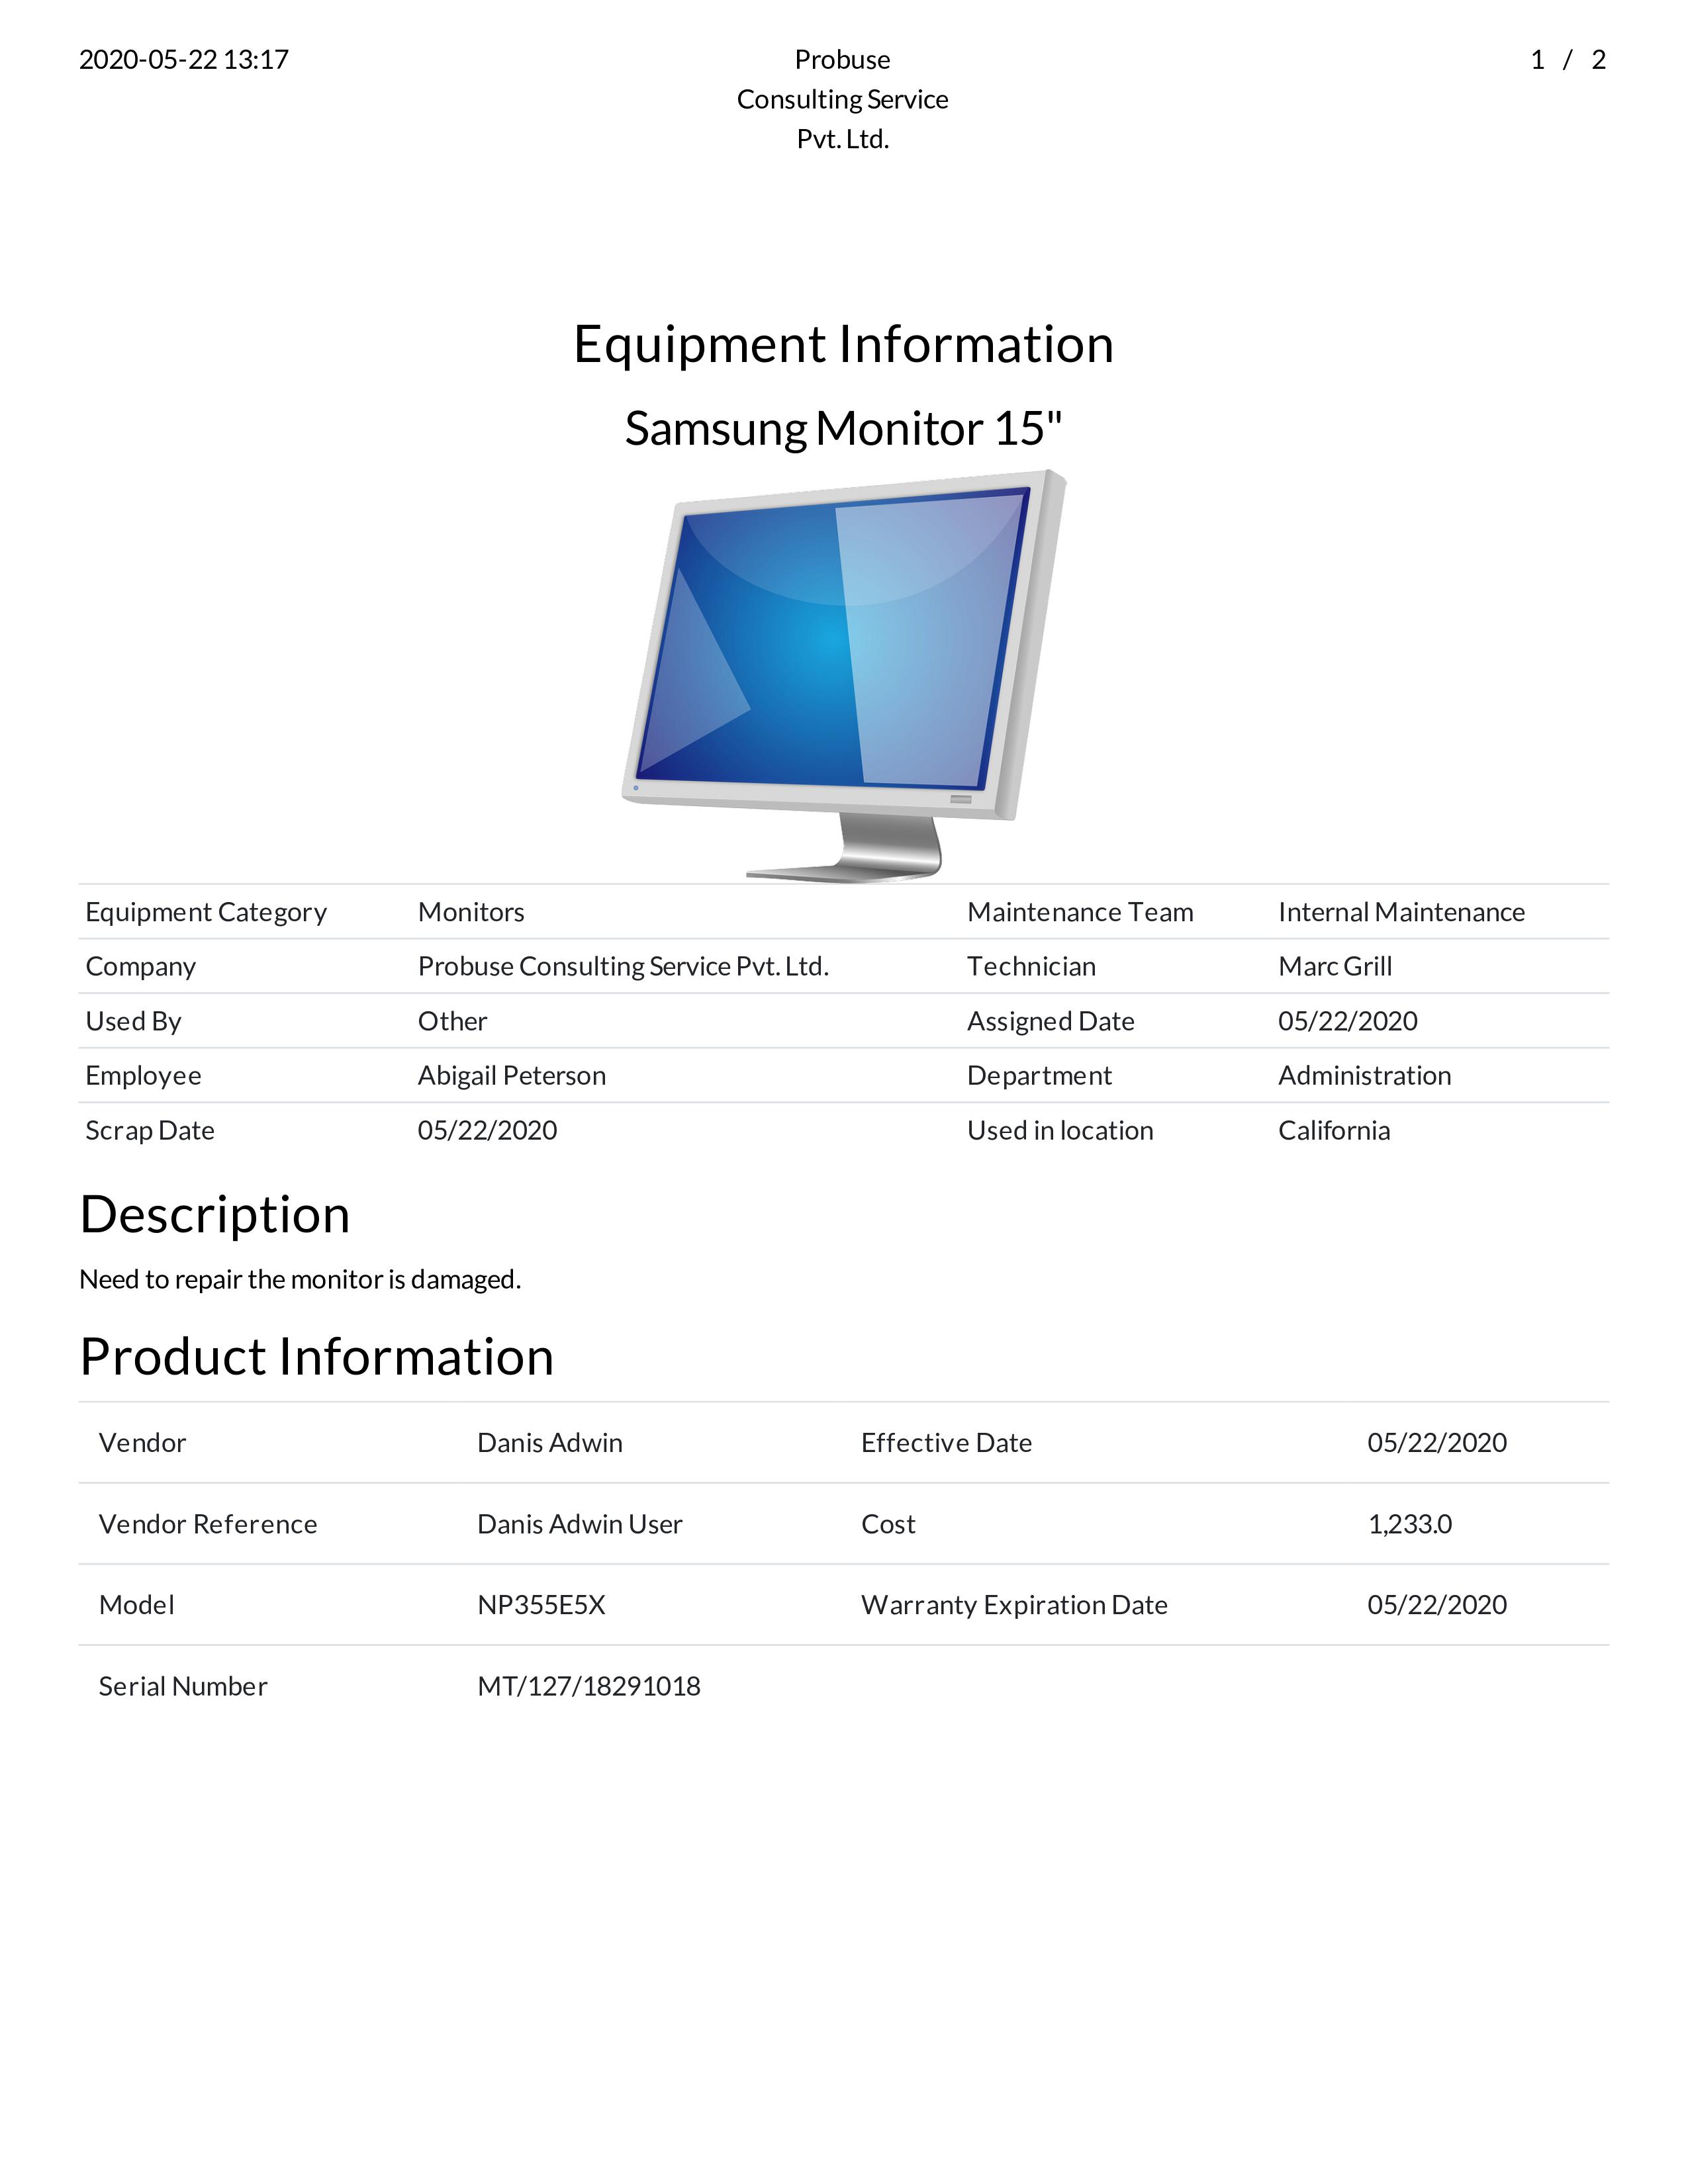 2020-05-22 13:17
Probuse
Consulting Service
Pvt. Ltd.
1 / 2
Equipment Information
Samsung Monitor 15"
Equipment Category Monitors Maintenance Team Internal Maintenance
Company Probuse Consulting Service Pvt. Ltd. Technician Marc Grill
Used By Other Assigned Date 05/22/2020
Employee Abigail Peterson Department Administration
Scrap Date 05/22/2020 Used in location California
Description
Need to repair the monitor is damaged.
Product Information
Vendor Danis Adwin Effective Date 05/22/2020
Vendor Reference Danis Adwin User Cost 1,233.0
Model NP355E5X Warranty Expiration Date 05/22/2020
Serial Number MT/127/18291018